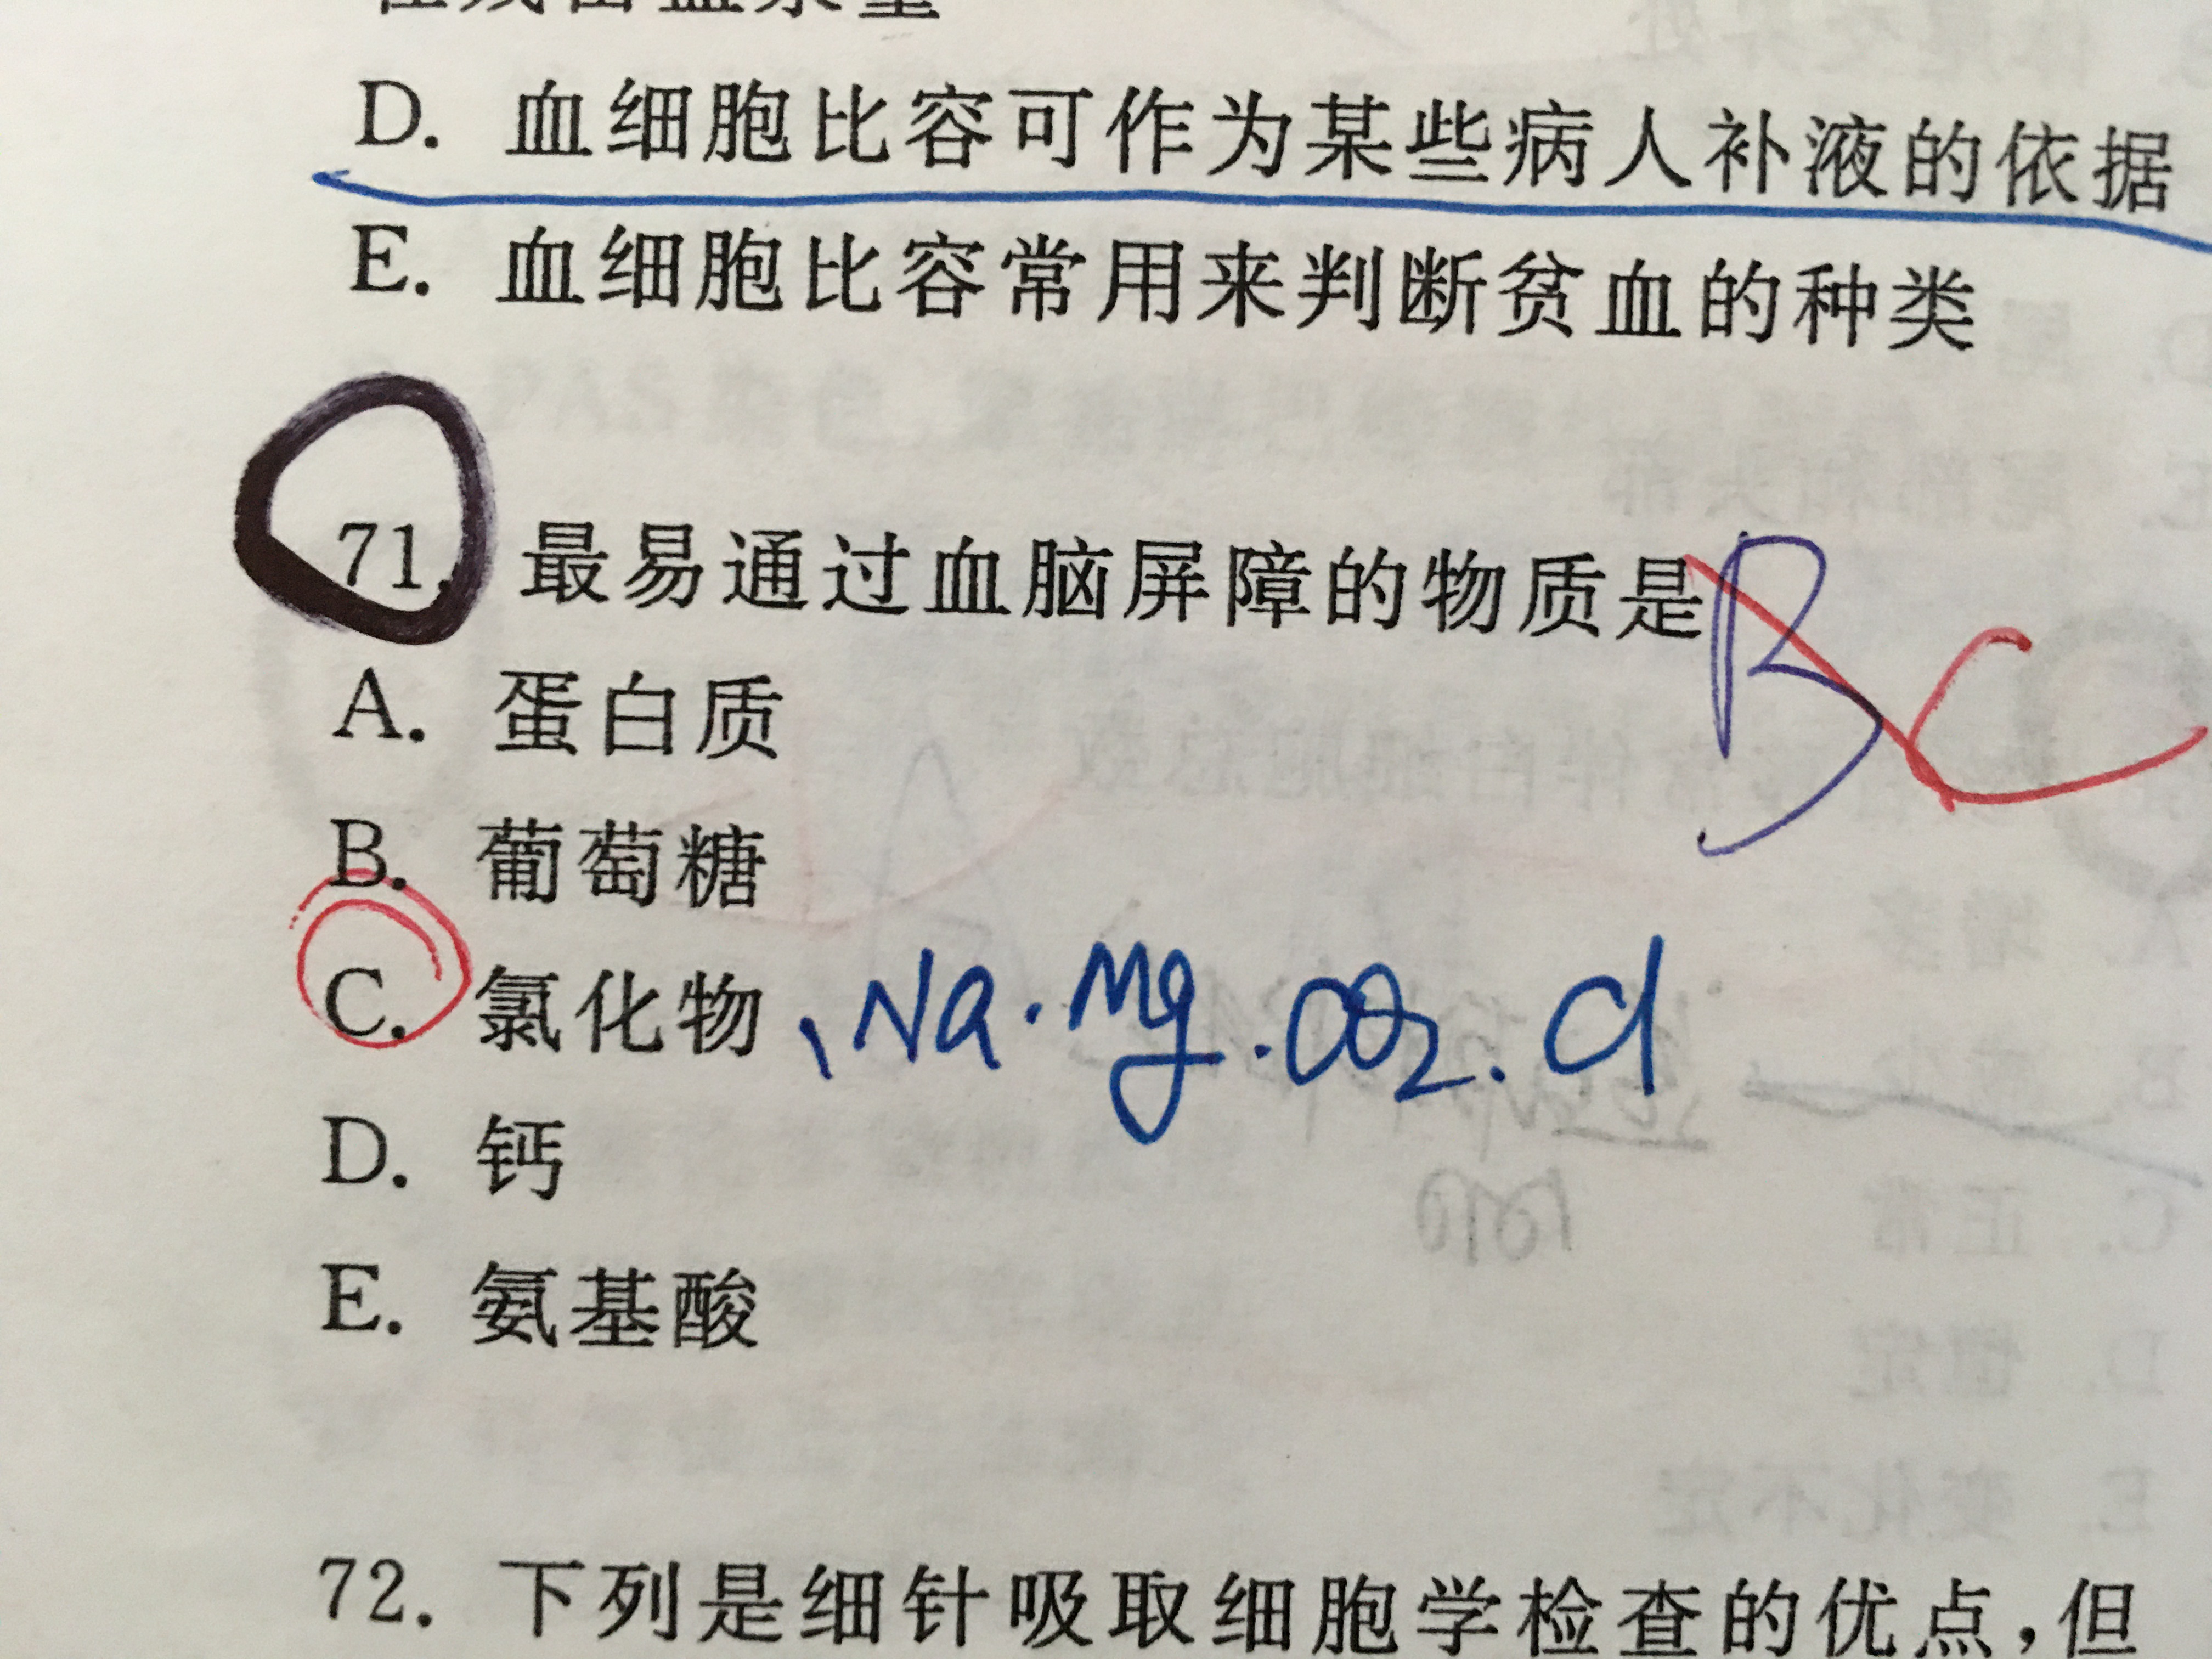 D. 血细胞比容可作为某些病人补液的依据
E. 血细胞比容常用来判断贫血的种类
71. 最易通过血脑屏障的物质是 B C
A. 蛋白质
B. 葡萄糖
C. 氯化物、Na·Mg·CO2·Cl
D. 钙
E. 氨基酸
72. 下列是细针吸取细胞学检查的优点,但